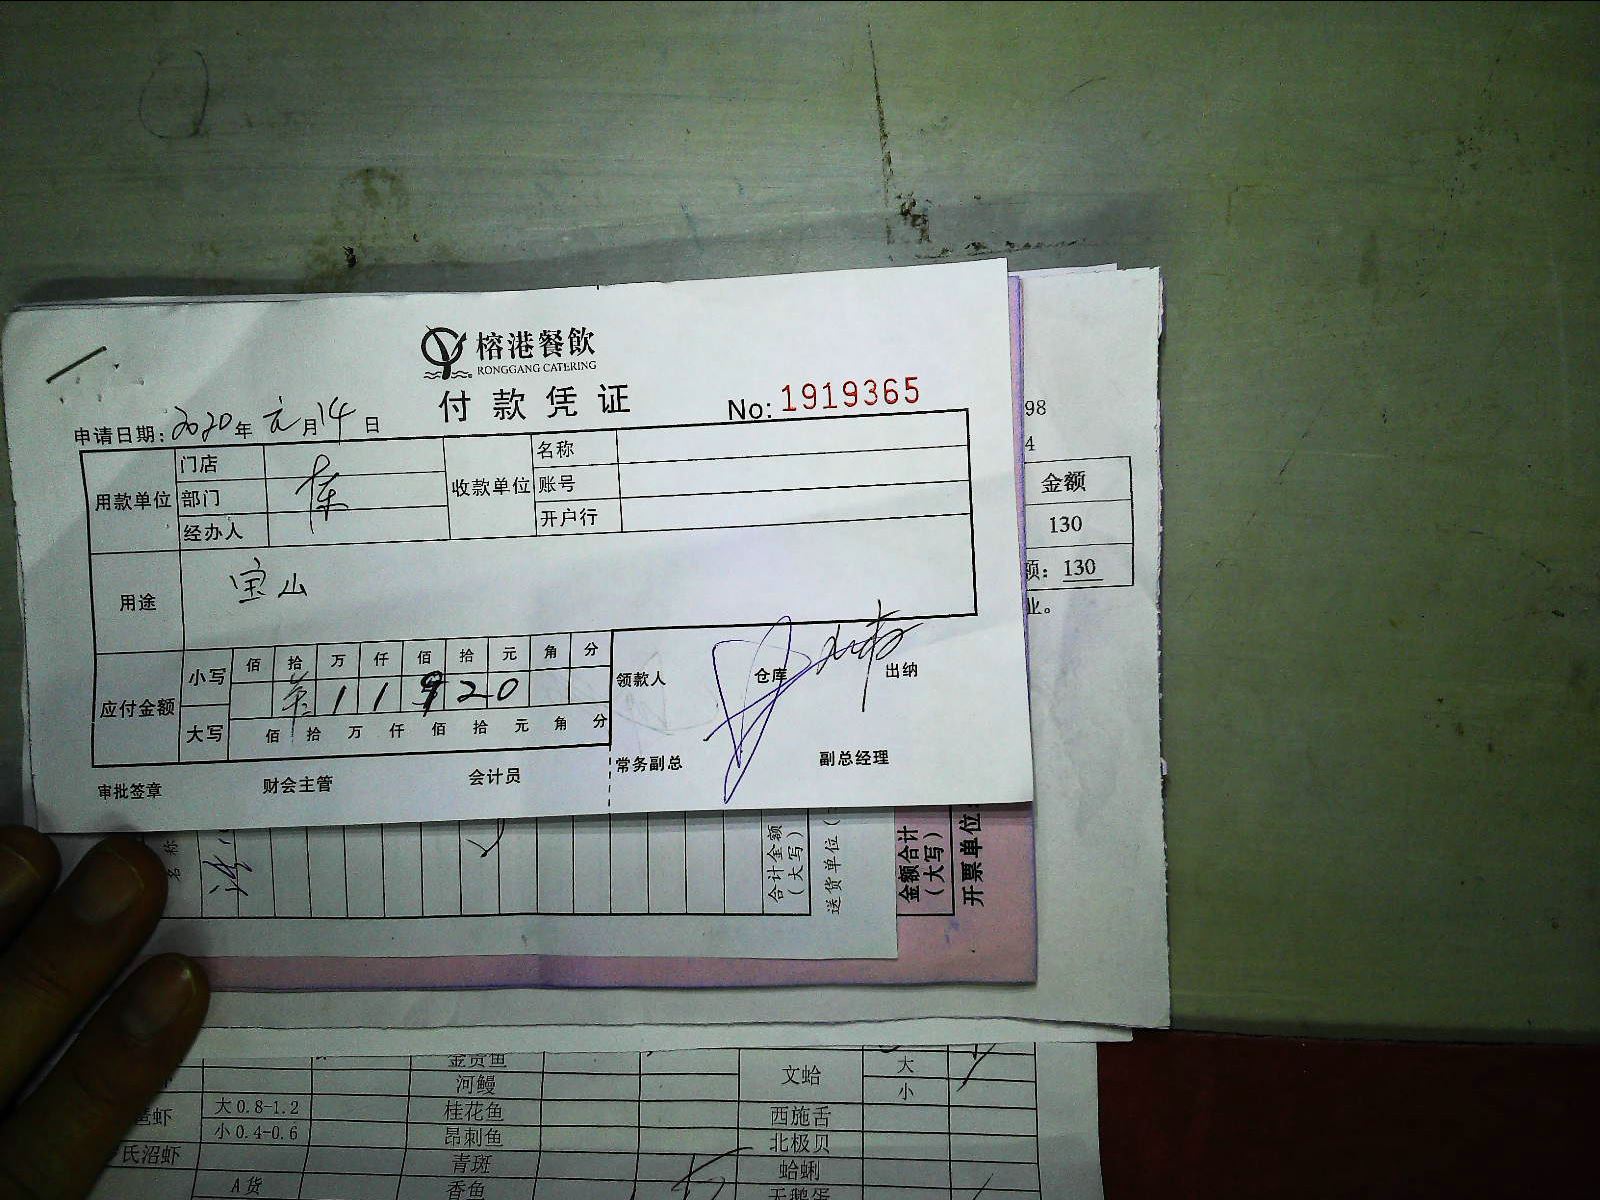 榕港餐飲
RONGGANG CATERING
付款凭证
No: 1919365
申请日期: 2020年元月14日
用款单位 门店 收款单位 名称
部门 账号
经办人 开户行
用途 宝山
应付金额 小写 佰 拾 万 仟 佰 拾 元 角 分
1 1 9 2 0
大写 佰 拾 万 仟 佰 拾 元 角 分
领款人 仓库 出纳
常务副总 副总经理
审批签章 财会主管 会计员
98
4
金额
130
额: 130
业。
名称
合计金额
(大写)
送货单位(
金额合计
(大写)
开票单位
金贡鱼 文蛤 大
河鳗 小
大0.8-1.2 桂花鱼 西施舌
小0.4-0.6 昂刺鱼 北极贝
氏沼虾 青斑 蛤蜊
A货 香鱼 天鹅蛋